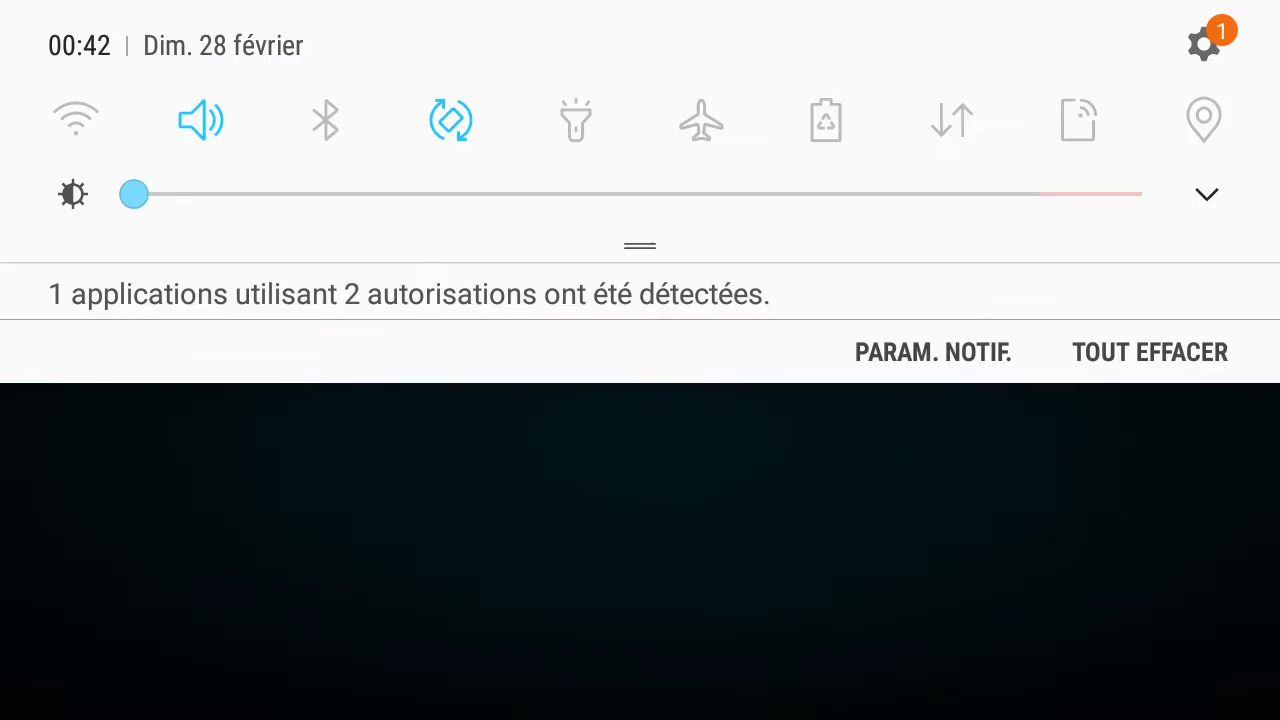 00:42 | Dim. 28 février
1
1 applications utilisant 2 autorisations ont été détectées.
PARAM. NOTIF. TOUT EFFACER